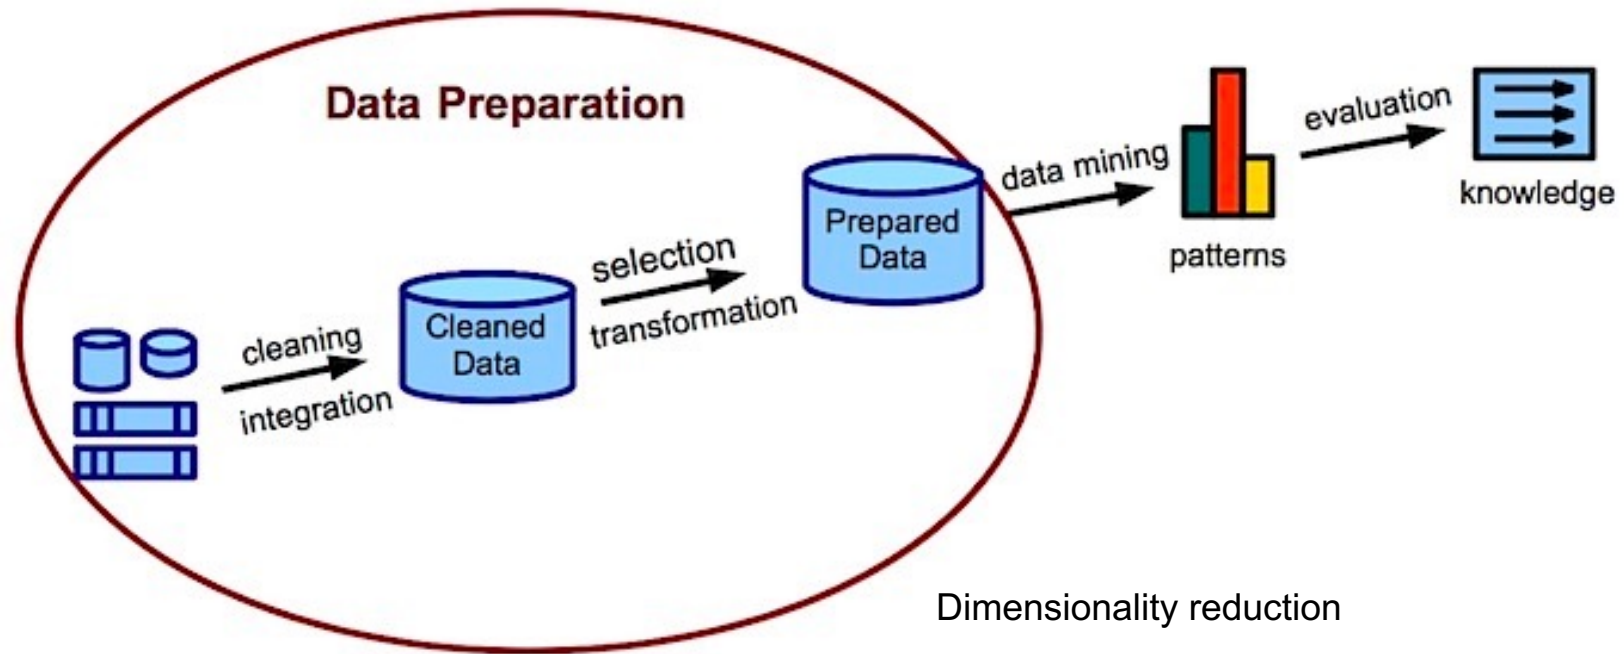 Data Preparation
cleaning
integration
Cleaned
Data
selection
transformation
Prepared
Data
data mining
patterns
evaluation
knowledge
Dimensionality reduction